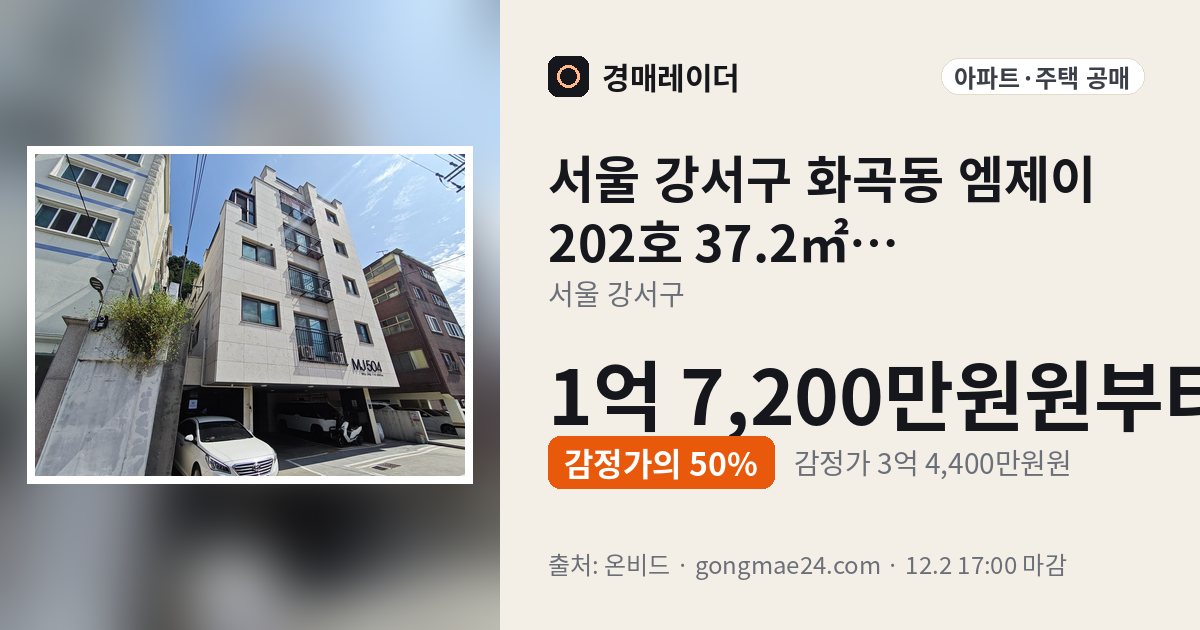 경매레이더
아파트·주택 공매
서울 강서구 화곡동 엠제이
202호 37.2㎡…
서울 강서구
1억 7,200만원원부터
감정가의 50%
감정가 3억 4,400만원원
출처: 온비드 · gongmae24.com · 12.2 17:00 마감
MJ504